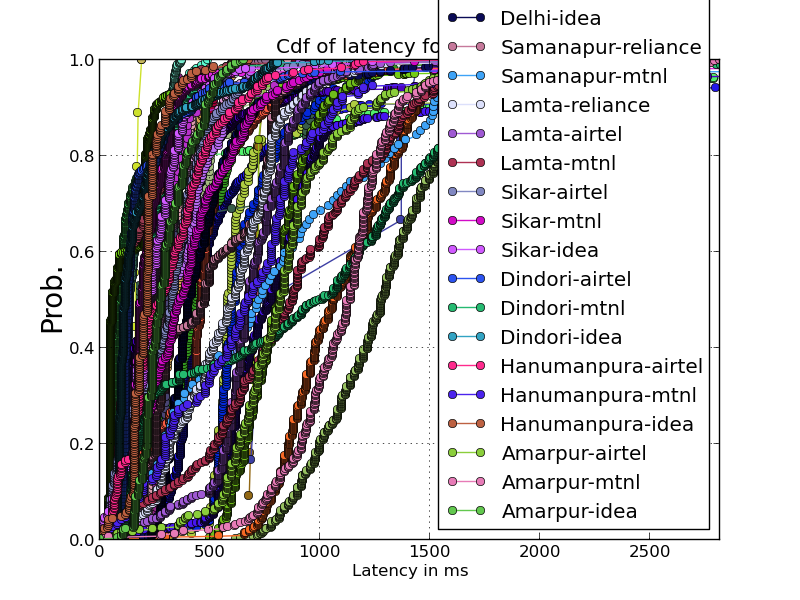 Cdf of latency fo
Delhi-idea
Samanapur-reliance
Samanapur-mtnl
Lamta-reliance
Lamta-airtel
Lamta-mtnl
Sikar-airtel
Sikar-mtnl
Sikar-idea
Dindori-airtel
Dindori-mtnl
Dindori-idea
Hanumanpura-airtel
Hanumanpura-mtnl
Hanumanpura-idea
Amarpur-airtel
Amarpur-mtnl
Amarpur-idea
Prob.
1.0
0.8
0.6
0.4
0.2
0.0
0 500 1000 1500 2000 2500
Latency in ms